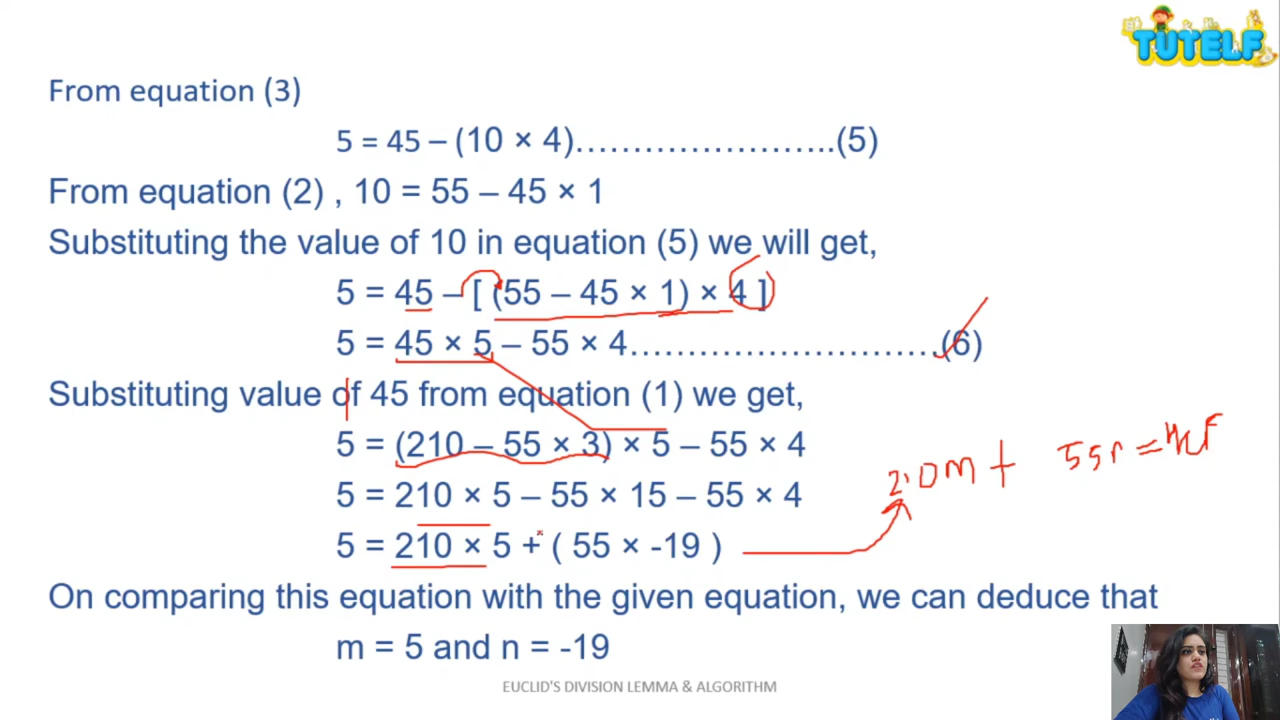 TUTELF
From equation (3)
5 = 45 – (10 × 4)…………………..(5)
From equation (2) , 10 = 55 – 45 × 1
Substituting the value of 10 in equation (5) we will get,
5 = 45 – [ (55 – 45 × 1) × 4 ]
5 = 45 × 5 – 55 × 4………………………(6)
Substituting value of 45 from equation (1) we get,
5 = (210 – 55 × 3) × 5 – 55 × 4
210m + 55n = HCF
5 = 210 × 5 – 55 × 15 – 55 × 4
5 = 210 × 5 + ( 55 × -19 )
On comparing this equation with the given equation, we can deduce that
m = 5 and n = -19
EUCLID'S DIVISION LEMMA & ALGORITHM